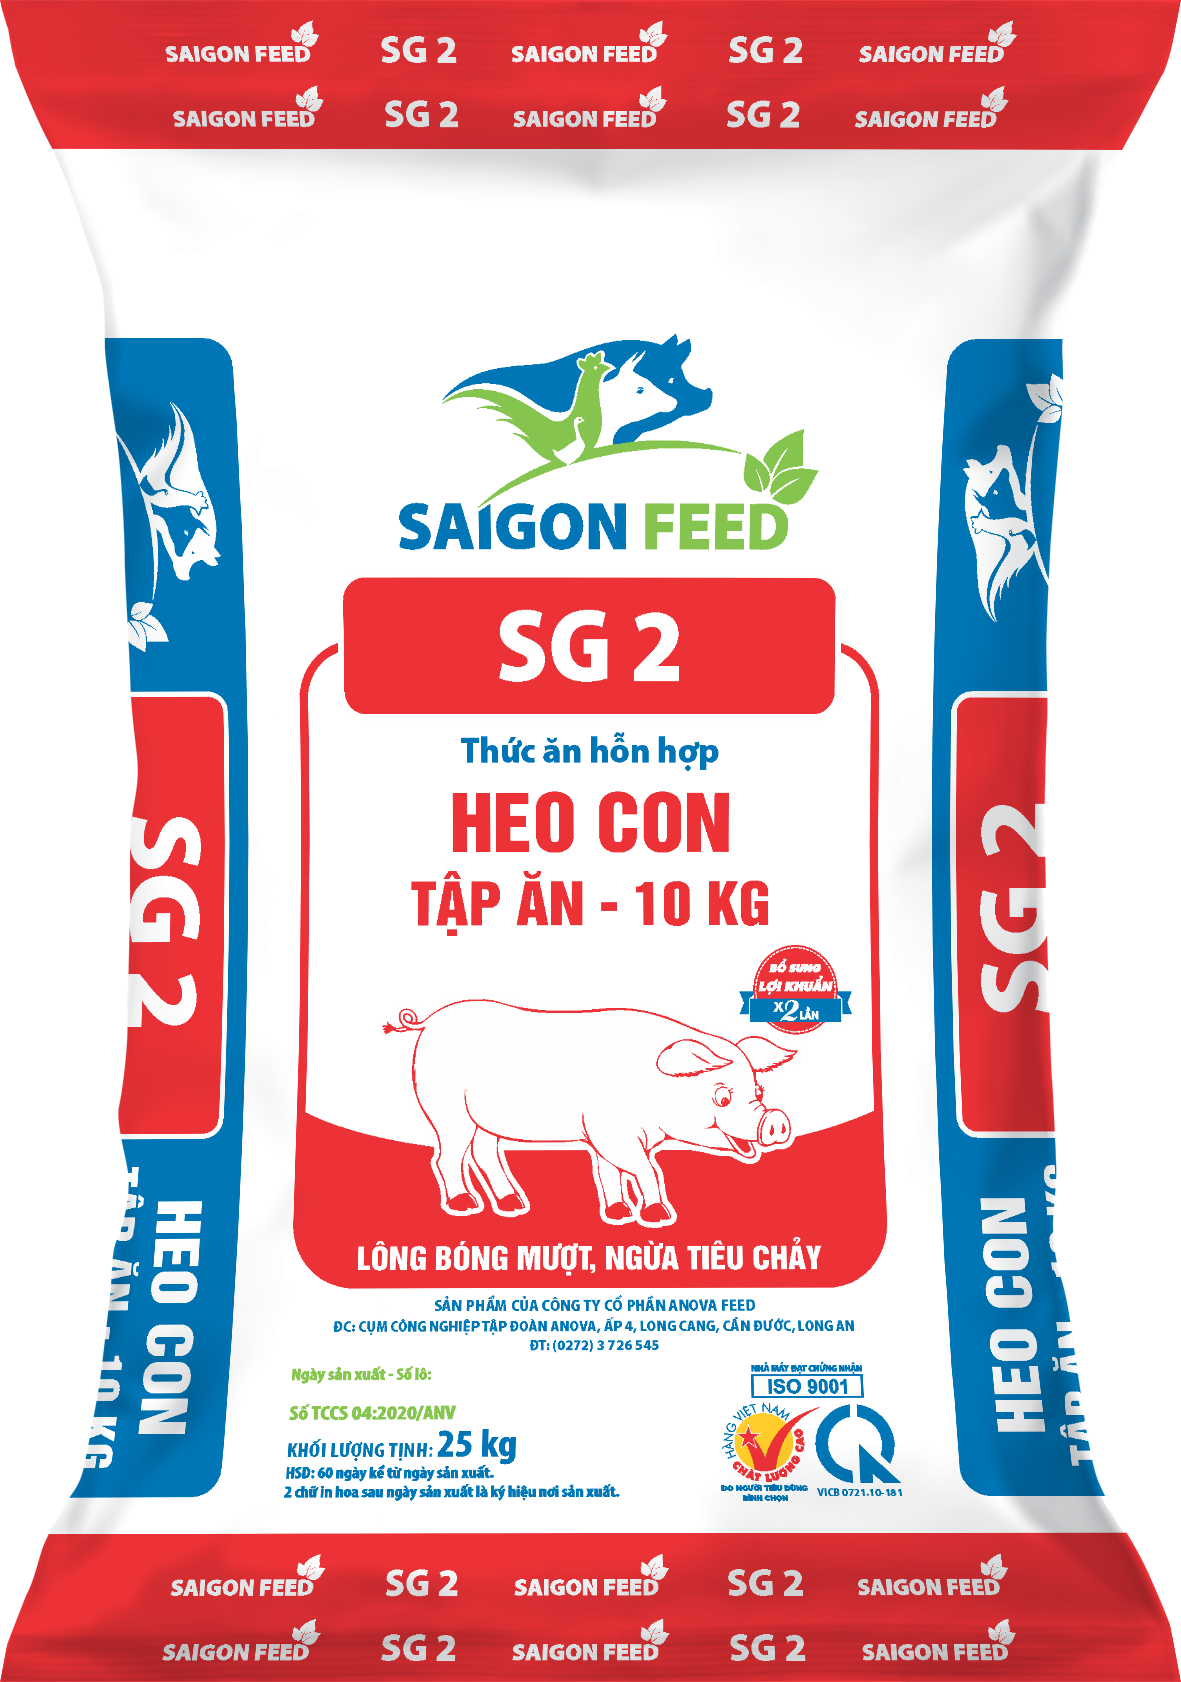 SAIGON FEED SG 2 SAIGON FEED SG 2 SAIGON FEED
SAIGON FEED SG 2 SAIGON FEED SG 2 SAIGON FEED
SAIGON FEED
SG 2
Thức ăn hỗn hợp
HEO CON
TẬP ĂN - 10 KG
BỔ SUNG
LỢI KHUẨN
X2 LẦN
LÔNG BÓNG MƯỢT, NGỪA TIÊU CHẢY
SẢN PHẨM CỦA CÔNG TY CỔ PHẦN ANOVA FEED
ĐC: CỤM CÔNG NGHIỆP TẬP ĐOÀN ANOVA, ẤP 4, LONG CANG, CẦN ĐƯỚC, LONG AN
ĐT: (0272) 3 726 545
Ngày sản xuất - Số lô:
Số TCCS 04:2020/ANV
KHỐI LƯỢNG TỊNH: 25 kg
HSD: 60 ngày kể từ ngày sản xuất.
2 chữ in hoa sau ngày sản xuất là ký hiệu nơi sản xuất.
NHÀ MÁY ĐẠT CHỨNG NHẬN
ISO 9001
HÀNG VIỆT NAM
CHẤT LƯỢNG CAO
DO NGƯỜI TIÊU DÙNG
BÌNH CHỌN
VICB 0721.10-181
SG 2
HEO CON
TẬP ĂN - 10 KG
SG 2
HEO CON
TẬP ĂN - 10 KG
SAIGON FEED SG 2 SAIGON FEED SG 2 SAIGON FEED
SAIGON FEED SG 2 SAIGON FEED SG 2 SAIGON FEED